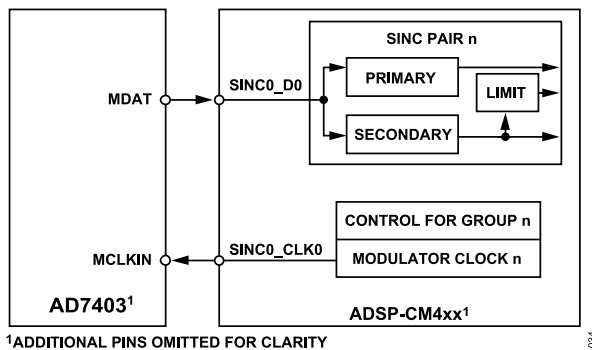 SINC PAIR n
SINC0_D0
PRIMARY
MDAT
LIMIT
SECONDARY
CONTROL FOR GROUP n
SINC0_CLK0
MCLKIN
MODULATOR CLOCK n
AD7403¹
ADSP-CM4xx¹
¹ADDITIONAL PINS OMITTED FOR CLARITY
034